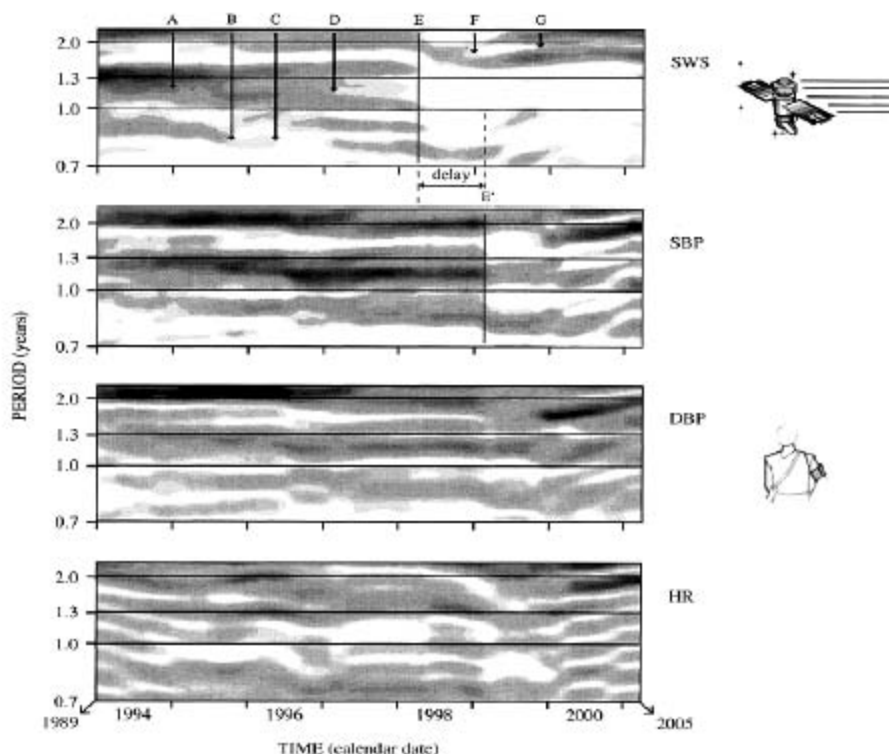 A B C D E F G
2.0
1.3
1.0
0.7
SWS
delay
E'
2.0
1.3
1.0
0.7
SBP
PERIOD (years)
2.0
1.3
1.0
0.7
DBP
2.0
1.3
1.0
0.7
HR
1989 1994 1996 1998 2000 2005
TIME (calendar date)